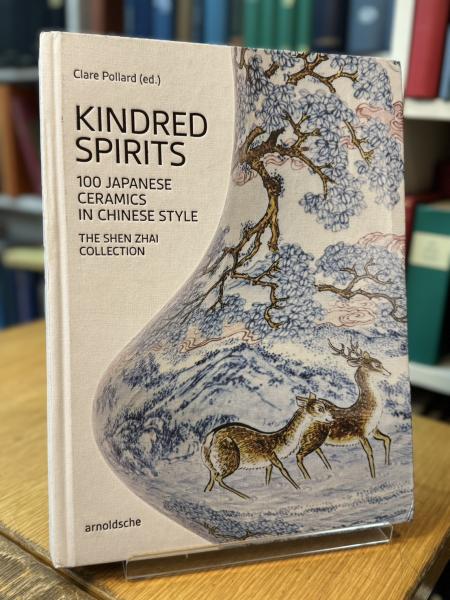 Clare Pollard (ed.)
KINDRED
SPIRITS
100 JAPANESE
CERAMICS
IN CHINESE STYLE
THE SHEN ZHAI
COLLECTION
arnoldsche